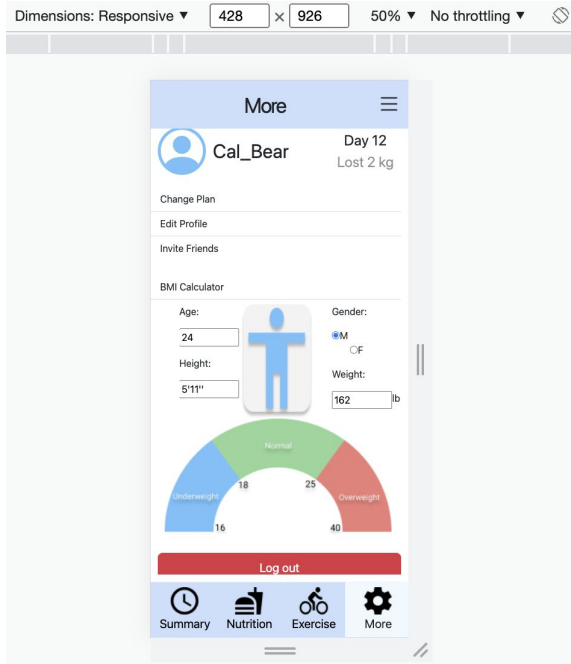 Dimensions: Responsive ▼ 428 × 926 50% ▼ No throttling ▼
More
Cal_Bear
Day 12
Lost 2 kg
Change Plan
Edit Profile
Invite Friends
BMI Calculator
Age:
24
Height:
5'11''
Gender:
M
F
Weight:
162 lb
Normal
Underweight
18
25
Overweight
16
40
Log out
Summary Nutrition Exercise More